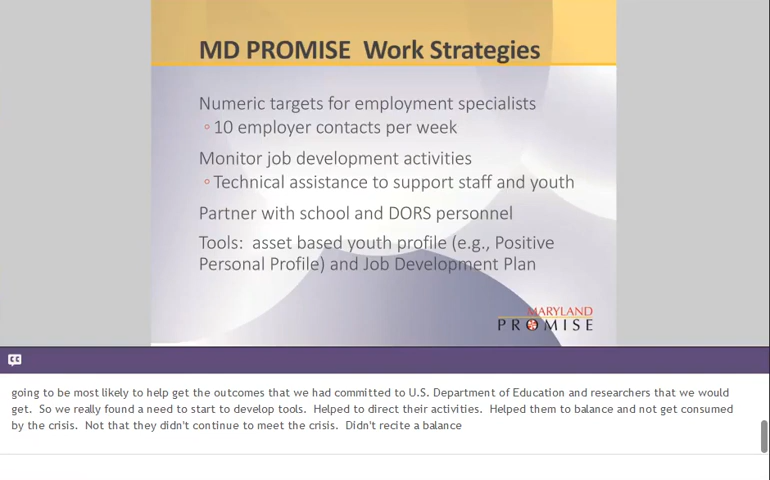 MD PROMISE Work Strategies
Numeric targets for employment specialists
◦10 employer contacts per week
Monitor job development activities
◦Technical assistance to support staff and youth
Partner with school and DORS personnel
Tools: asset based youth profile (e.g., Positive
Personal Profile) and Job Development Plan
MARYLAND
PROMISE
CC
going to be most likely to help get the outcomes that we had committed to U.S. Department of Education and researchers that we would
get. So we really found a need to start to develop tools. Helped to direct their activities. Helped them to balance and not get consumed
by the crisis. Not that they didn't continue to meet the crisis. Didn't recite a balance